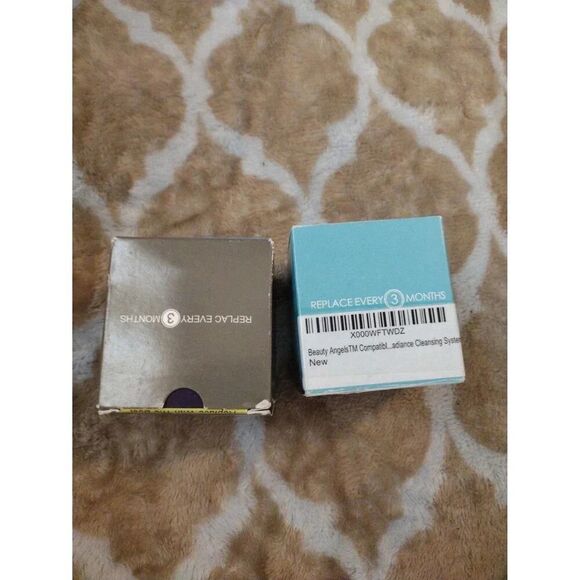 REPLAC EVERY 3 MONTHS
REPLACE EVERY 3 MONTHS
X000WFTWDZ
Beauty AngelsTM Compatibl...adiance Cleansing System
New